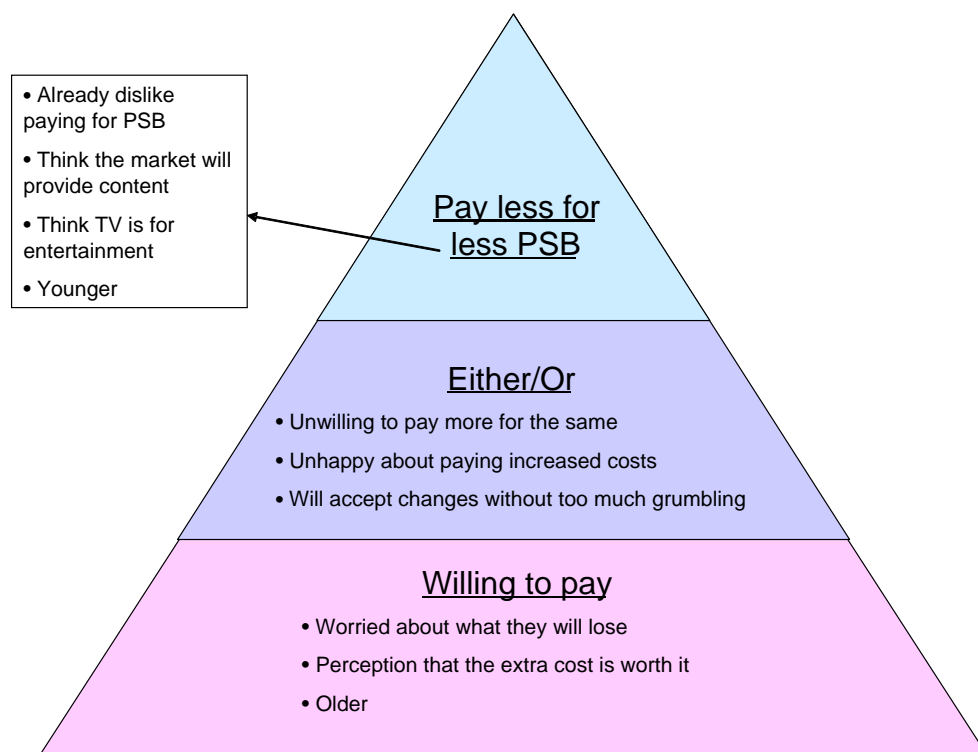 • Already dislike
paying for PSB
• Think the market will
provide content
• Think TV is for
entertainment
• Younger
Pay less for
less PSB
Either/Or
• Unwilling to pay more for the same
• Unhappy about paying increased costs
• Will accept changes without too much grumbling
Willing to pay
• Worried about what they will lose
• Perception that the extra cost is worth it
• Older